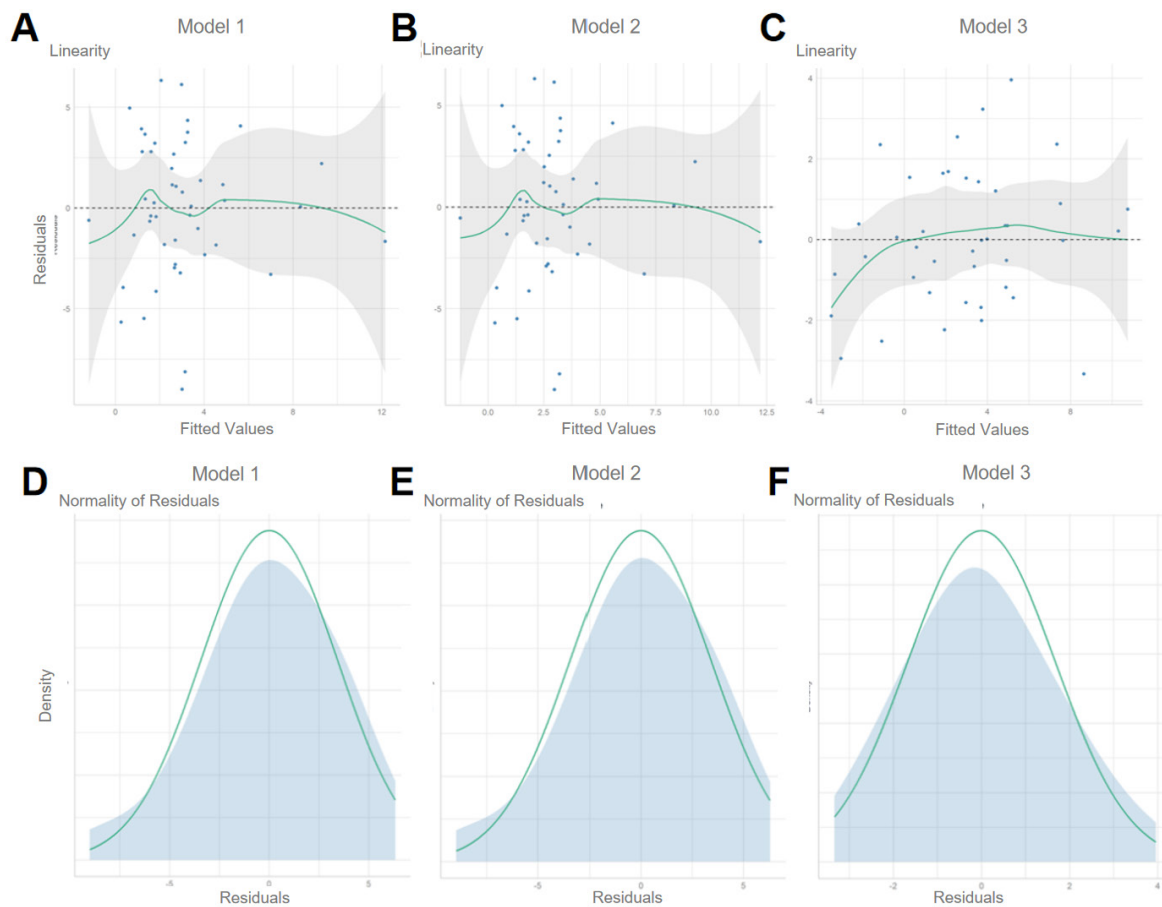 A Model 1
Linearity
5
0
-5
Residuals
0 4 8 12
Fitted Values
B Model 2
Linearity
5
0
-5
0.0 2.5 5.0 7.5 10.0 12.5
Fitted Values
C Model 3
Linearity
4
2
0
-2
-4
-4 0 4 8
Fitted Values
D Model 1
Normality of Residuals
Density
-5 0 5
Residuals
E Model 2
Normality of Residuals
-5 0 5
Residuals
F Model 3
Normality of Residuals
-2 0 2 4
Residuals